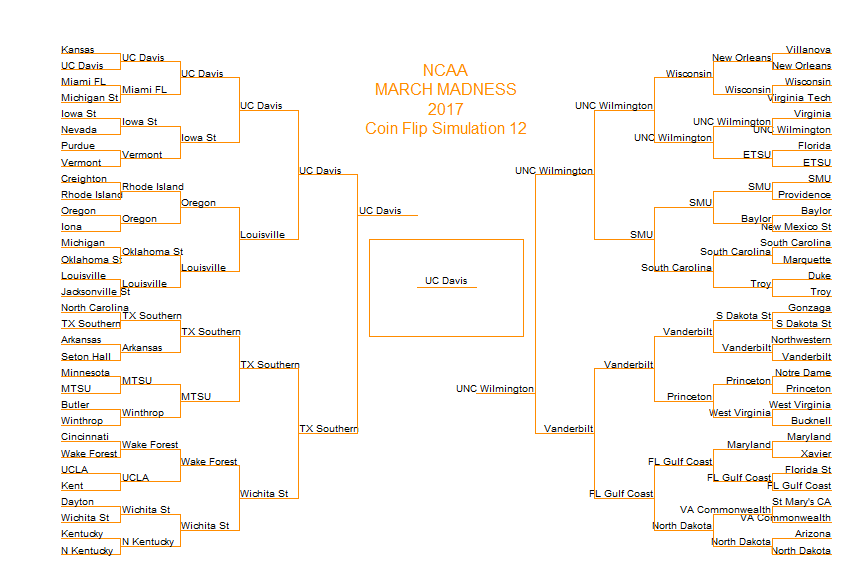 NCAA
MARCH MADNESS
2017
Coin Flip Simulation 12
Kansas
UC Davis
Miami FL
Michigan St
Iowa St
Nevada
Purdue
Vermont
Creighton
Rhode Island
Oregon
Iona
Michigan
Oklahoma St
Louisville
Jacksonville St
North Carolina
TX Southern
Arkansas
Seton Hall
Minnesota
MTSU
Butler
Winthrop
Cincinnati
Wake Forest
UCLA
Kent
Dayton
Wichita St
Kentucky
N Kentucky
UC Davis
Miami FL
Iowa St
Vermont
Rhode Island
Oregon
Oklahoma St
Louisville
TX Southern
Arkansas
MTSU
Winthrop
Wake Forest
UCLA
Wichita St
N Kentucky
UC Davis
Iowa St
Oregon
Louisville
TX Southern
MTSU
Wake Forest
Wichita St
UC Davis
Louisville
TX Southern
Wichita St
UC Davis
TX Southern
UC Davis
UC Davis
UNC Wilmington
UNC Wilmington
Vanderbilt
UNC Wilmington
SMU
Vanderbilt
FL Gulf Coast
Wisconsin
UNC Wilmington
SMU
South Carolina
Vanderbilt
Princeton
FL Gulf Coast
North Dakota
New Orleans
Wisconsin
UNC Wilmington
ETSU
SMU
Baylor
South Carolina
Troy
S Dakota St
Vanderbilt
Princeton
West Virginia
Maryland
FL Gulf Coast
VA Commonwealth
North Dakota
Villanova
New Orleans
Wisconsin
Virginia Tech
Virginia
UNC Wilmington
Florida
ETSU
SMU
Providence
Baylor
New Mexico St
South Carolina
Marquette
Duke
Troy
Gonzaga
S Dakota St
Northwestern
Vanderbilt
Notre Dame
Princeton
West Virginia
Bucknell
Maryland
Xavier
Florida St
FL Gulf Coast
St Mary's CA
VA Commonwealth
Arizona
North Dakota